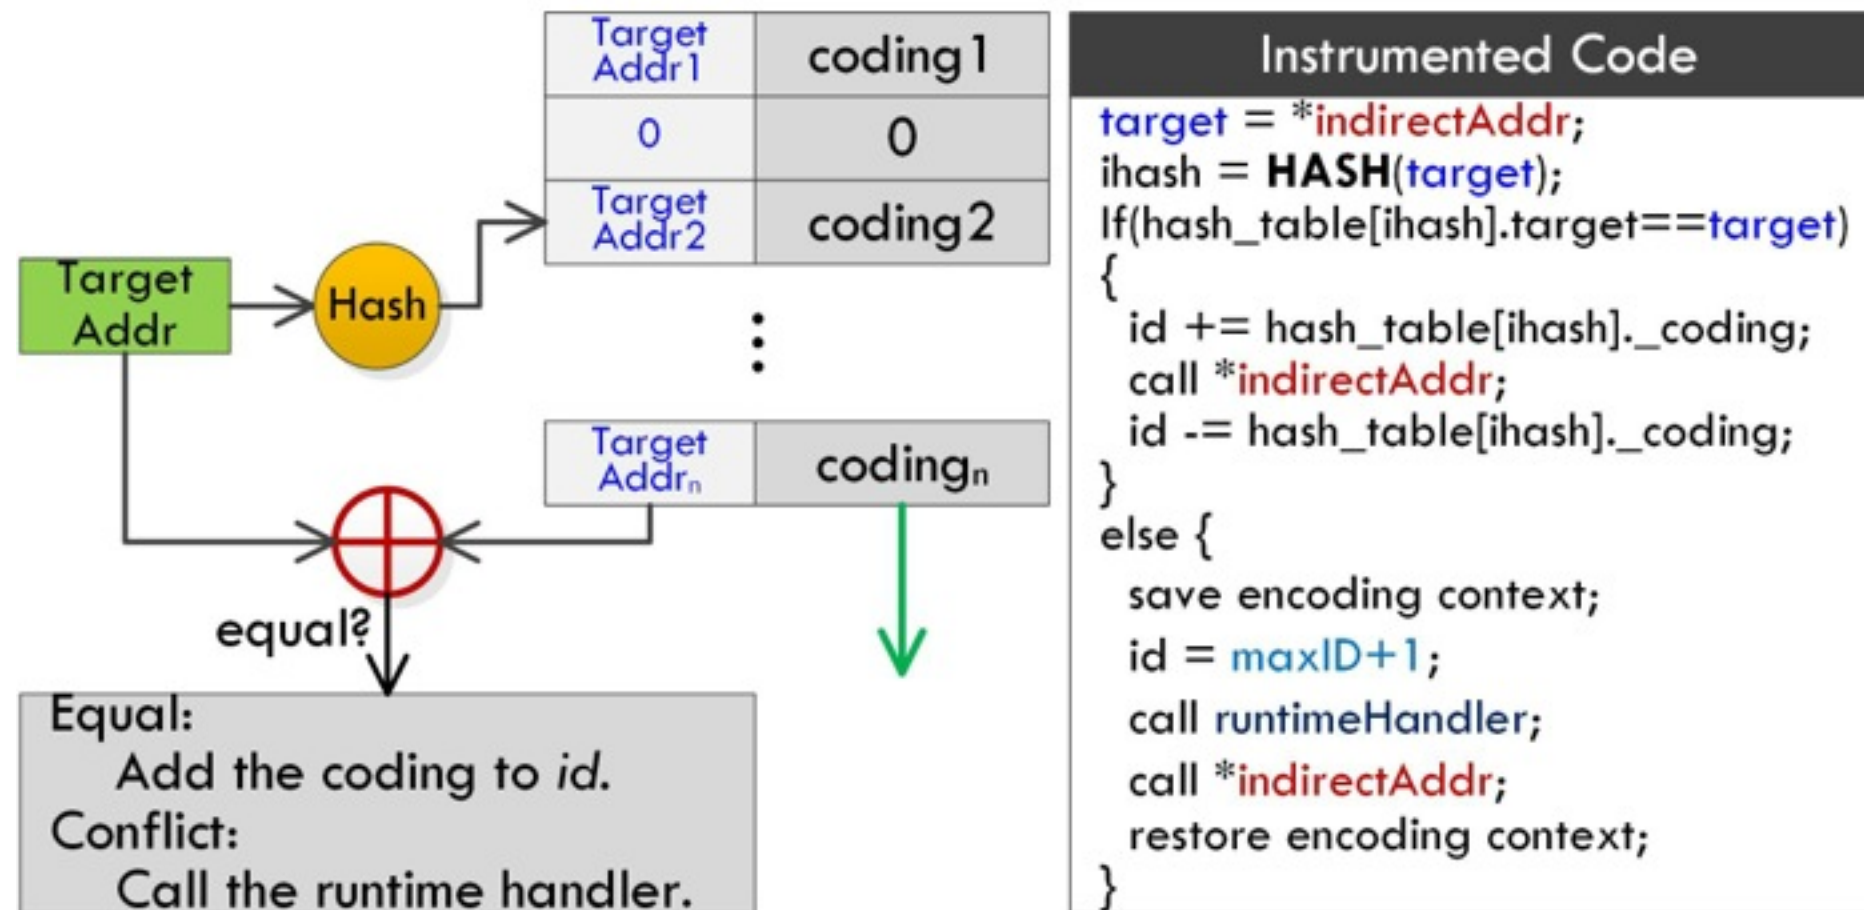 Target
Addr1
coding1
0
0
Target
Addr2
coding2
Target
Addr
Hash
Target
Addrₙ
codingₙ
equal?
Equal:
Add the coding to id.
Conflict:
Call the runtime handler.
Instrumented Code
target = *indirectAddr;
ihash = HASH(target);
If(hash_table[ihash].target==target)
{
id += hash_table[ihash]._coding;
call *indirectAddr;
id -= hash_table[ihash]._coding;
}
else {
save encoding context;
id = maxID+1;
call runtimeHandler;
call *indirectAddr;
restore encoding context;
}